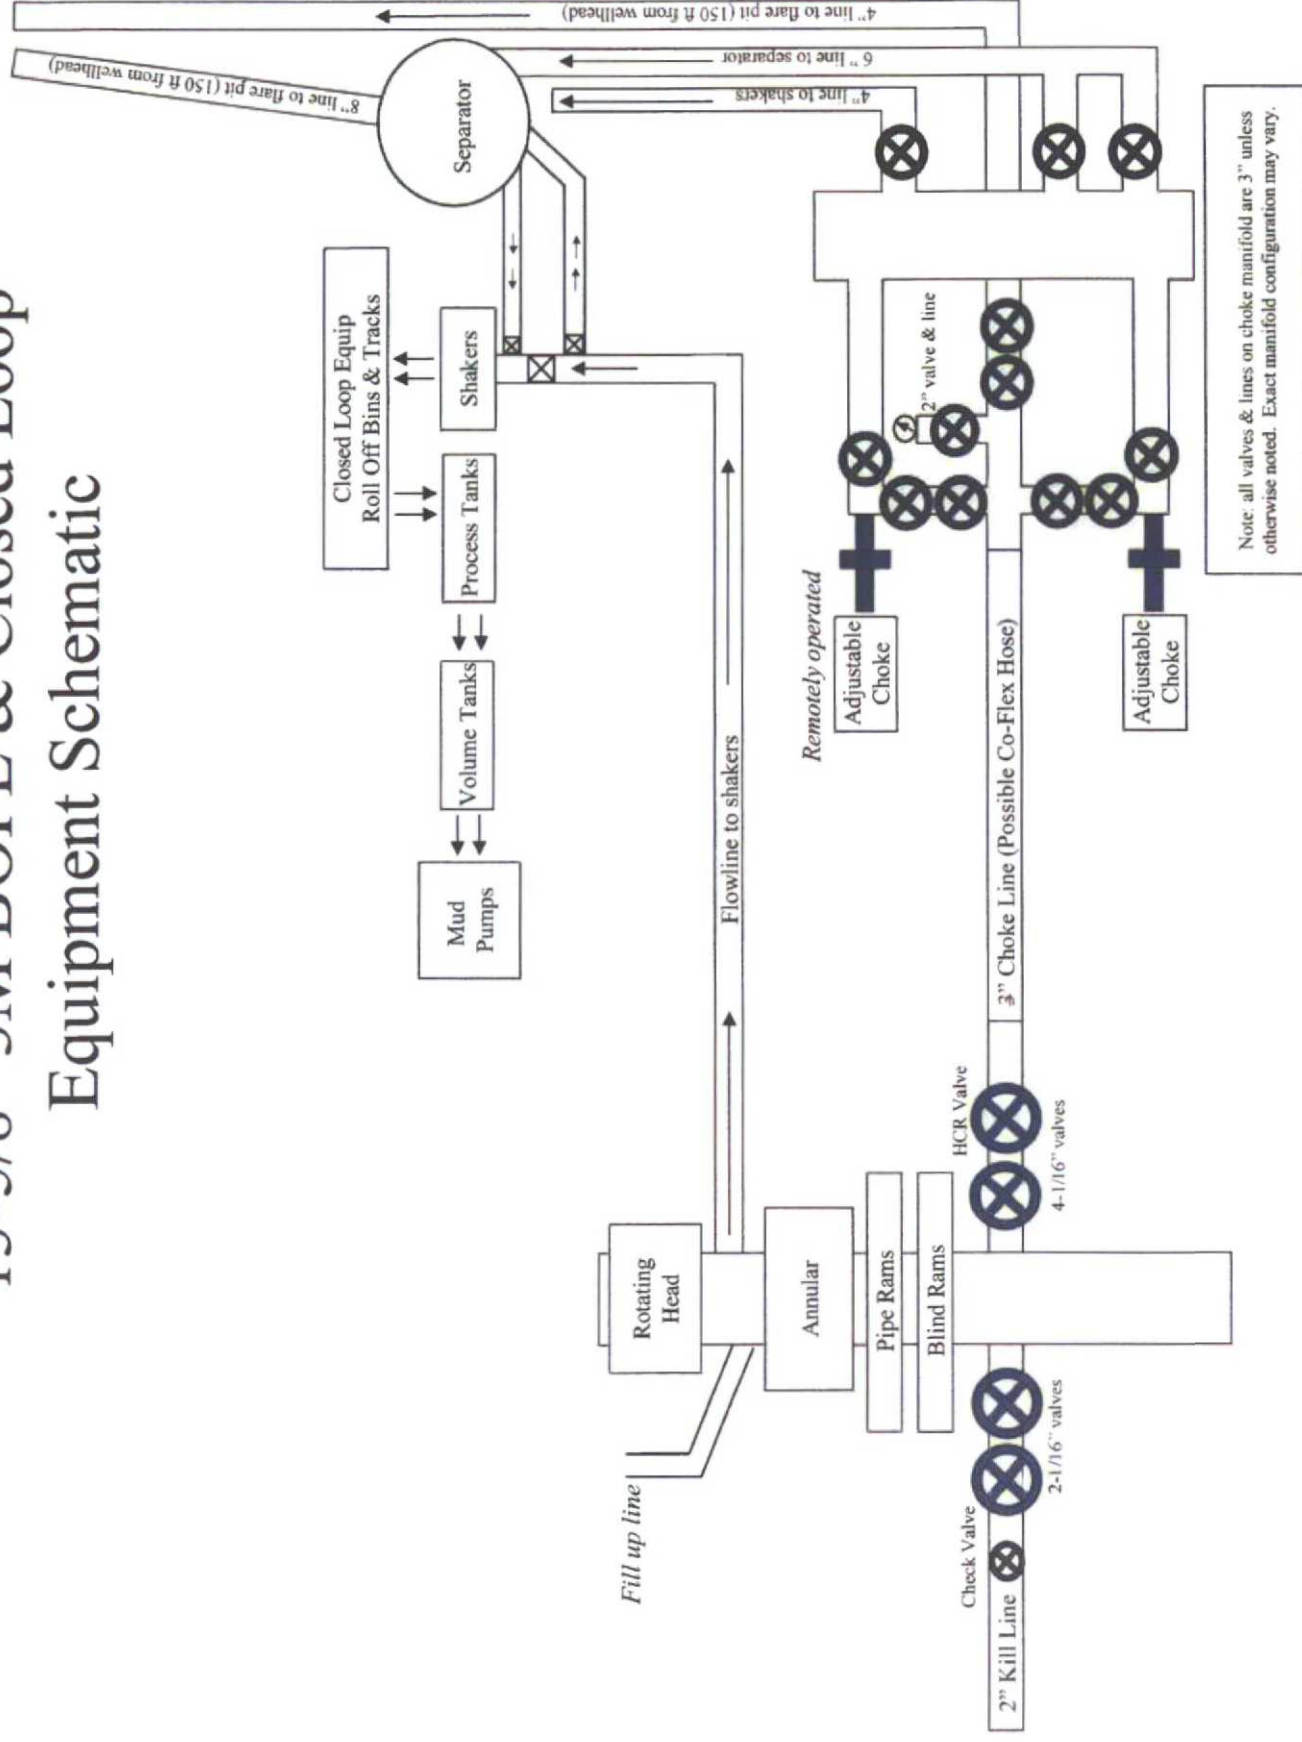 Equipment Schematic
4" line to flare pit (150 ft from wellhead)
8" line to flare pit (150 ft from wellhead)
6" line to separator
4" line to shakers
Separator
Closed Loop Equip
Roll Off Bins & Tracks
Shakers
Process Tanks
Volume Tanks
Mud
Pumps
Flowline to shakers
2" valve & line
Remotely operated
Adjustable
Choke
Adjustable
Choke
3" Choke Line (Possible Co-Flex Hose)
Rotating
Head
Fill up line
Annular
Pipe Rams
Blind Rams
HCR Valve
4-1/16" valves
2-1/16" valves
Check Valve
2" Kill Line
Note: all valves & lines on choke manifold are 3" unless
otherwise noted. Exact manifold configuration may vary.